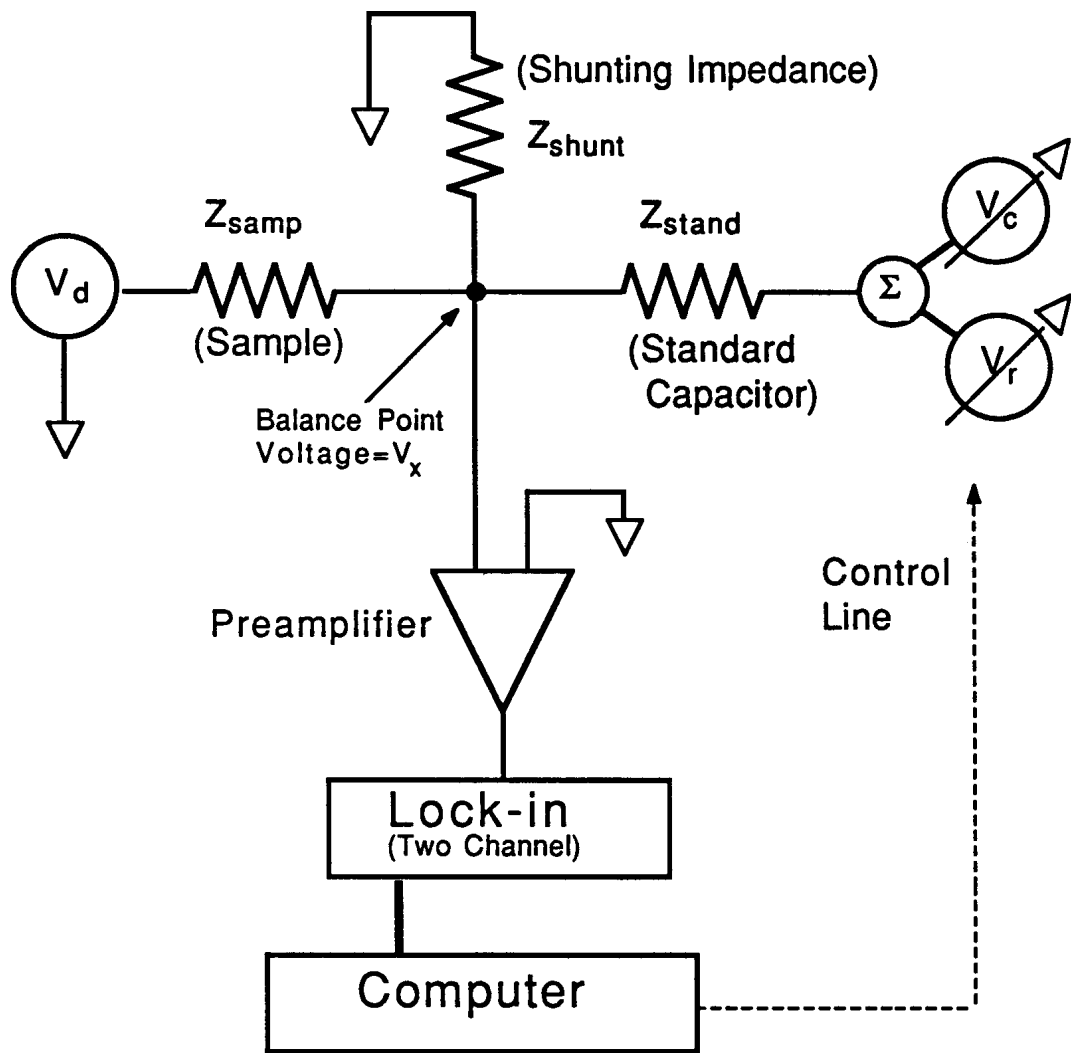 (Shunting Impedance)
Zshunt
Zsamp
Zstand
Vc
Vd
Σ
(Sample)
(Standard
Capacitor)
Vr
Balance Point
Voltage=Vx
Control
Line
Preamplifier
Lock-in
(Two Channel)
Computer